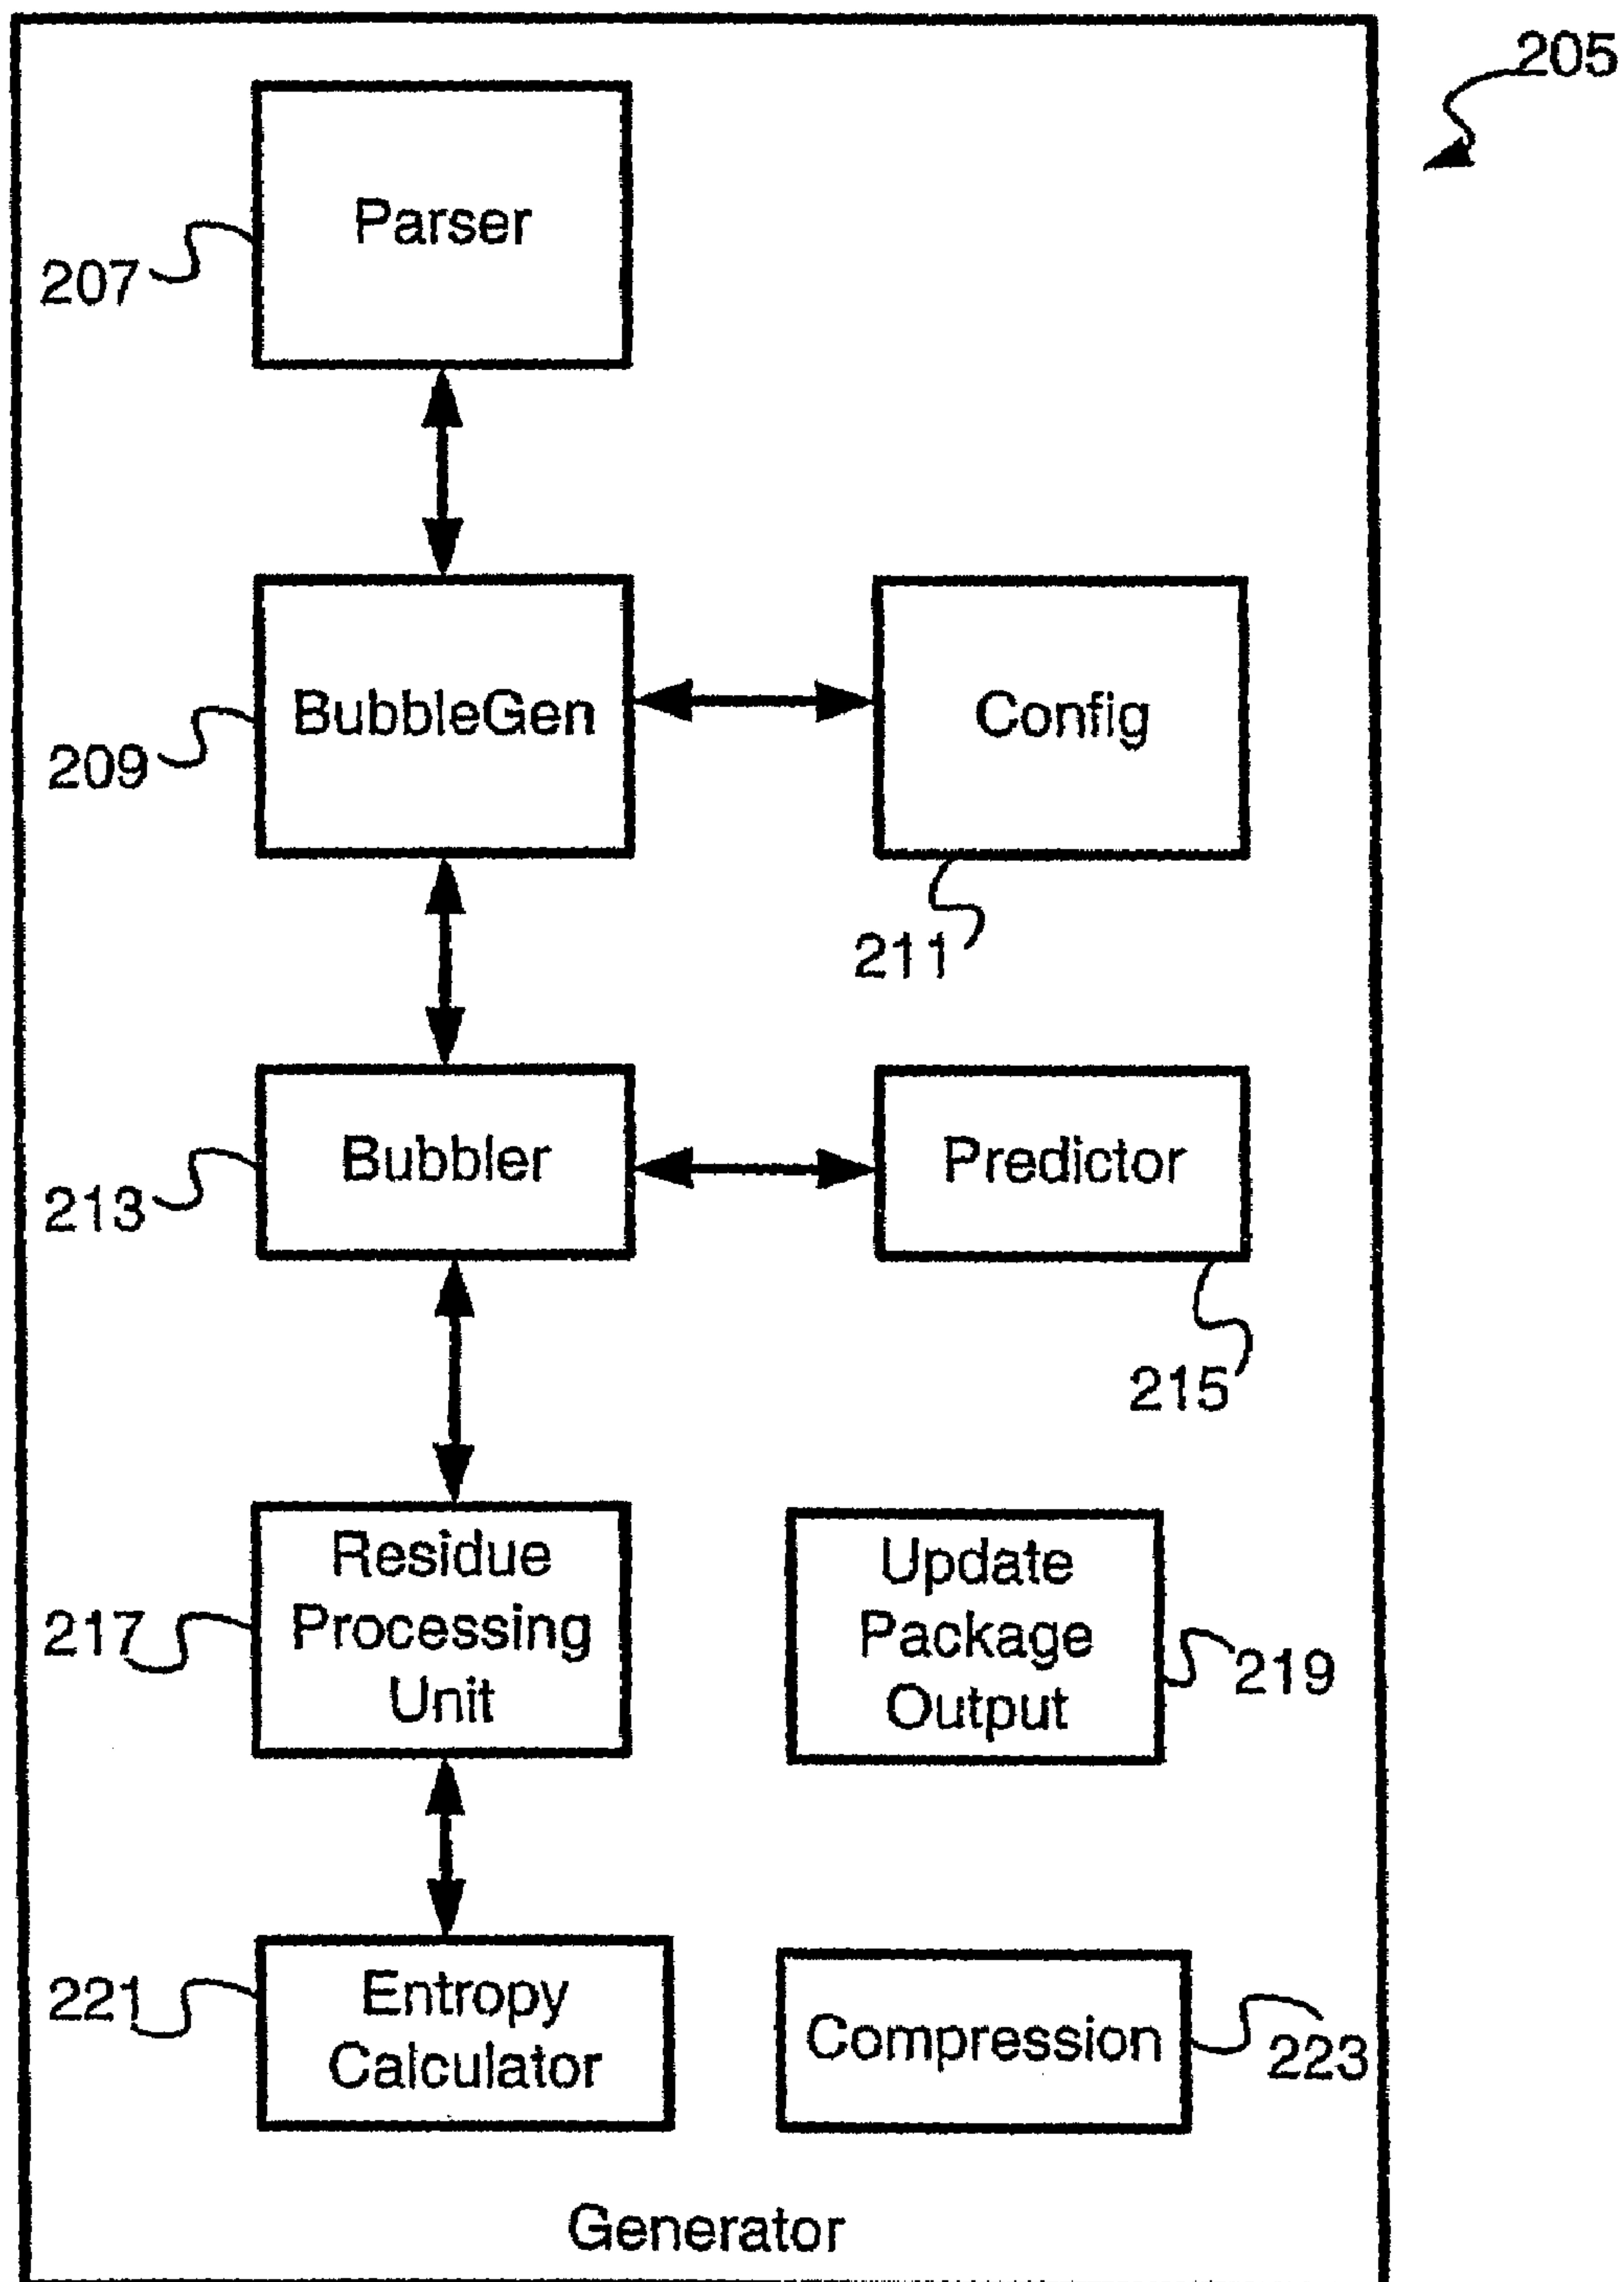 205
Parser
207
BubbleGen
Config
209
211
Bubbler
Predictor
213
215
Residue
Processing
Unit
217
Update
Package
Output
219
Entropy
Calculator
221
Compression
223
Generator